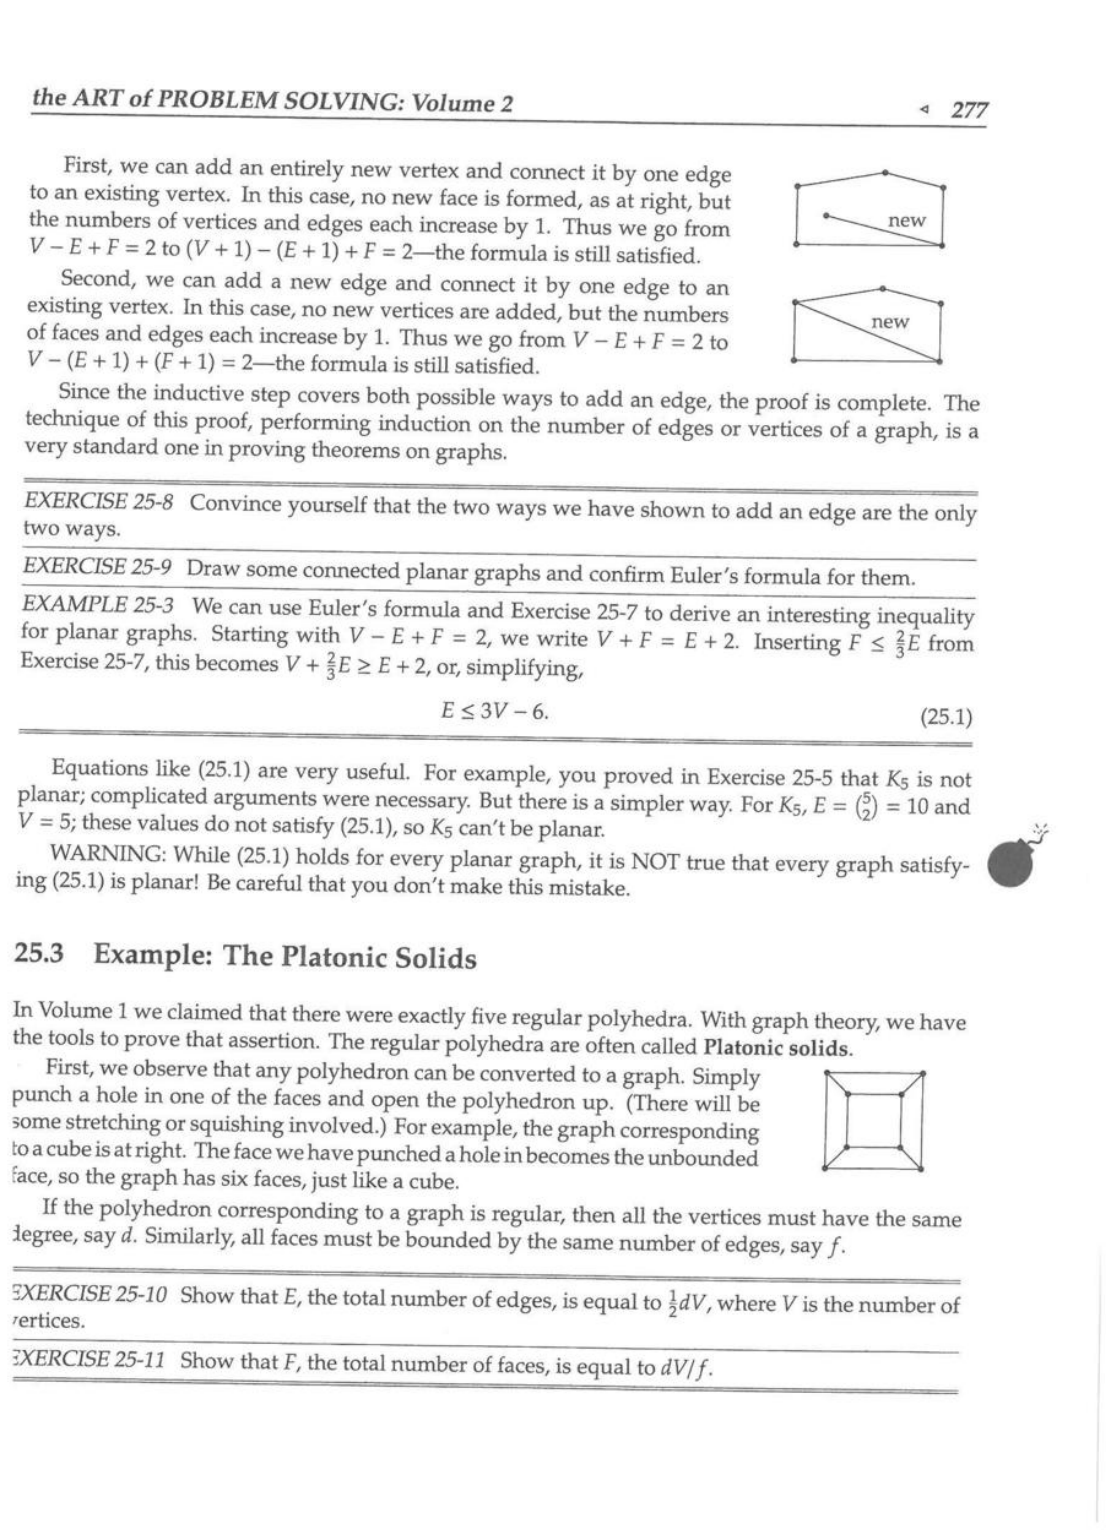 the ART of PROBLEM SOLVING: Volume 2 ◃ 277
First, we can add an entirely new vertex and connect it by one edge
to an existing vertex. In this case, no new face is formed, as at right, but
the numbers of vertices and edges each increase by 1. Thus we go from
V − E + F = 2 to (V + 1) − (E + 1) + F = 2—the formula is still satisfied.
new
Second, we can add a new edge and connect it by one edge to an
existing vertex. In this case, no new vertices are added, but the numbers
of faces and edges each increase by 1. Thus we go from V − E + F = 2 to
V − (E + 1) + (F + 1) = 2—the formula is still satisfied.
new
Since the inductive step covers both possible ways to add an edge, the proof is complete. The
technique of this proof, performing induction on the number of edges or vertices of a graph, is a
very standard one in proving theorems on graphs.
EXERCISE 25-8 Convince yourself that the two ways we have shown to add an edge are the only
two ways.
EXERCISE 25-9 Draw some connected planar graphs and confirm Euler's formula for them.
EXAMPLE 25-3 We can use Euler's formula and Exercise 25-7 to derive an interesting inequality
for planar graphs. Starting with V − E + F = 2, we write V + F = E + 2. Inserting F ≤ ⅔E from
Exercise 25-7, this becomes V + ⅔E ≥ E + 2, or, simplifying,
E ≤ 3V − 6. (25.1)
Equations like (25.1) are very useful. For example, you proved in Exercise 25-5 that K₅ is not
planar; complicated arguments were necessary. But there is a simpler way. For K₅, E = (5 2) = 10 and
V = 5; these values do not satisfy (25.1), so K₅ can't be planar.
WARNING: While (25.1) holds for every planar graph, it is NOT true that every graph satisfy-
ing (25.1) is planar! Be careful that you don't make this mistake.
25.3 Example: The Platonic Solids
In Volume 1 we claimed that there were exactly five regular polyhedra. With graph theory, we have
the tools to prove that assertion. The regular polyhedra are often called Platonic solids.
First, we observe that any polyhedron can be converted to a graph. Simply
punch a hole in one of the faces and open the polyhedron up. (There will be
some stretching or squishing involved.) For example, the graph corresponding
to a cube is at right. The face we have punched a hole in becomes the unbounded
face, so the graph has six faces, just like a cube.
If the polyhedron corresponding to a graph is regular, then all the vertices must have the same
degree, say d. Similarly, all faces must be bounded by the same number of edges, say f.
EXERCISE 25-10 Show that E, the total number of edges, is equal to ½dV, where V is the number of
vertices.
EXERCISE 25-11 Show that F, the total number of faces, is equal to dV/f.